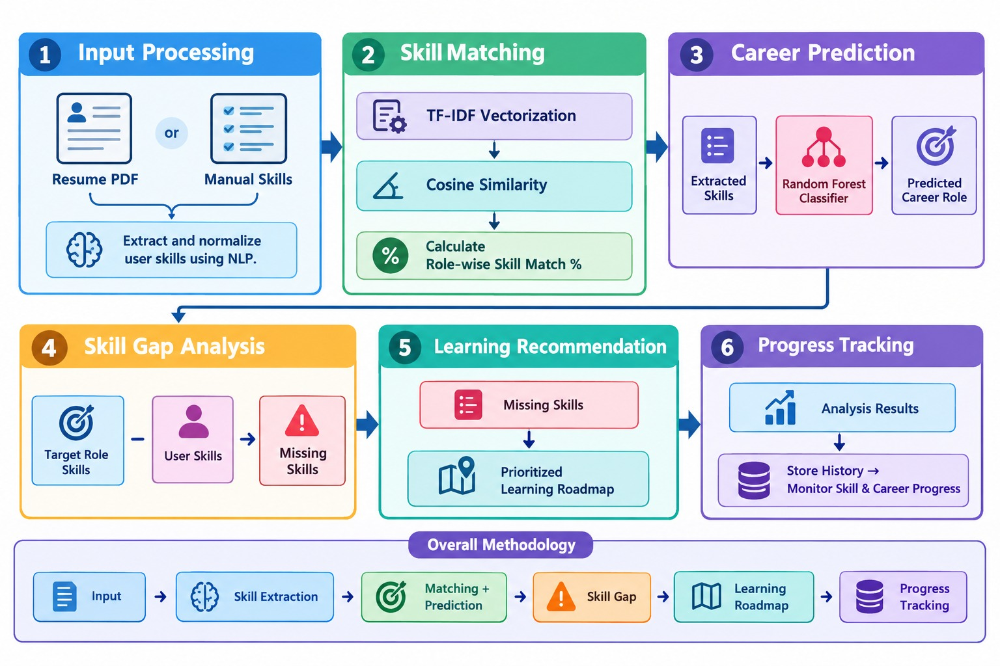 1 Input Processing
Resume PDF
or
Manual Skills
Extract and normalize
user skills using NLP.
2 Skill Matching
TF-IDF Vectorization
Cosine Similarity
%
Calculate
Role-wise Skill Match %
3 Career Prediction
Extracted
Skills
Random Forest
Classifier
Predicted
Career Role
4 Skill Gap Analysis
Target Role
Skills
–
User Skills
Missing
Skills
5 Learning Recommendation
Missing Skills
Prioritized
Learning Roadmap
6 Progress Tracking
Analysis Results
Store History →
Monitor Skill & Career Progress
Overall Methodology
Input
Skill Extraction
Matching +
Prediction
Skill Gap
Learning
Roadmap
Progress
Tracking